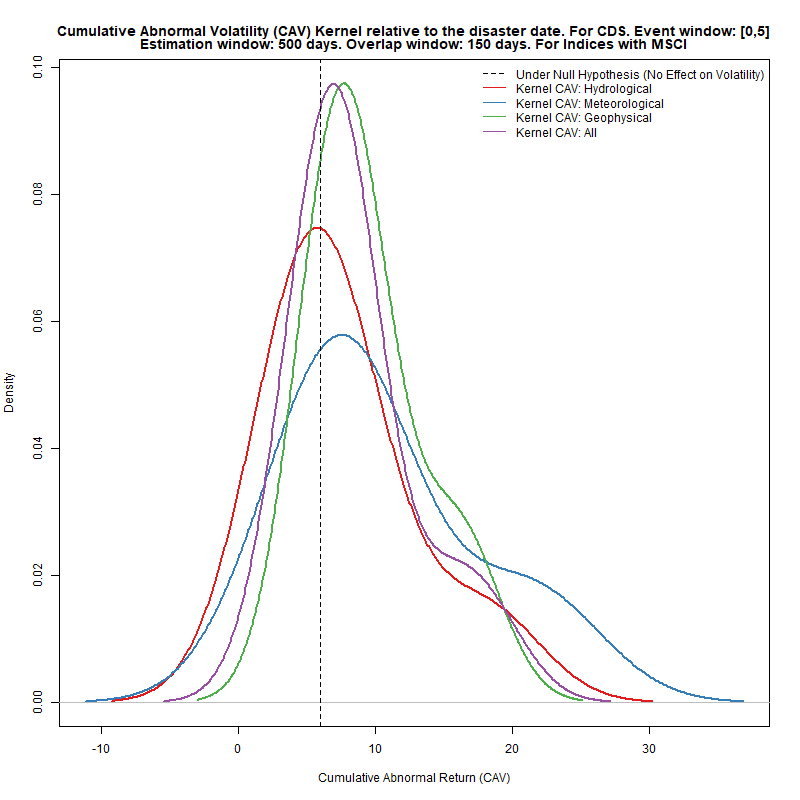 Cumulative Abnormal Volatility (CAV) Kernel relative to the disaster date. For CDS. Event window: [0,5]
Estimation window: 500 days. Overlap window: 150 days. For Indices with MSCI
Under Null Hypothesis (No Effect on Volatility)
Kernel CAV: Hydrological
Kernel CAV: Meteorological
Kernel CAV: Geophysical
Kernel CAV: All
Density
0.10
0.08
0.06
0.04
0.02
0.00
-10 0 10 20 30
Cumulative Abnormal Return (CAV)